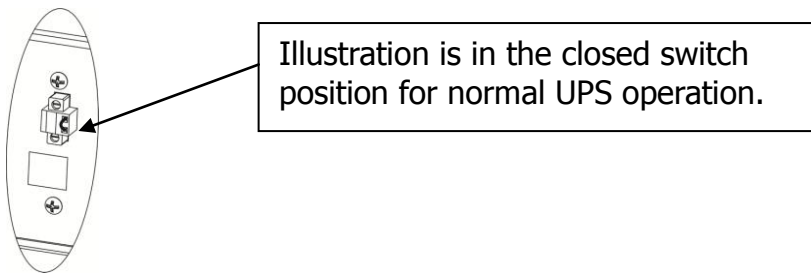 Illustration is in the closed switch
position for normal UPS operation.